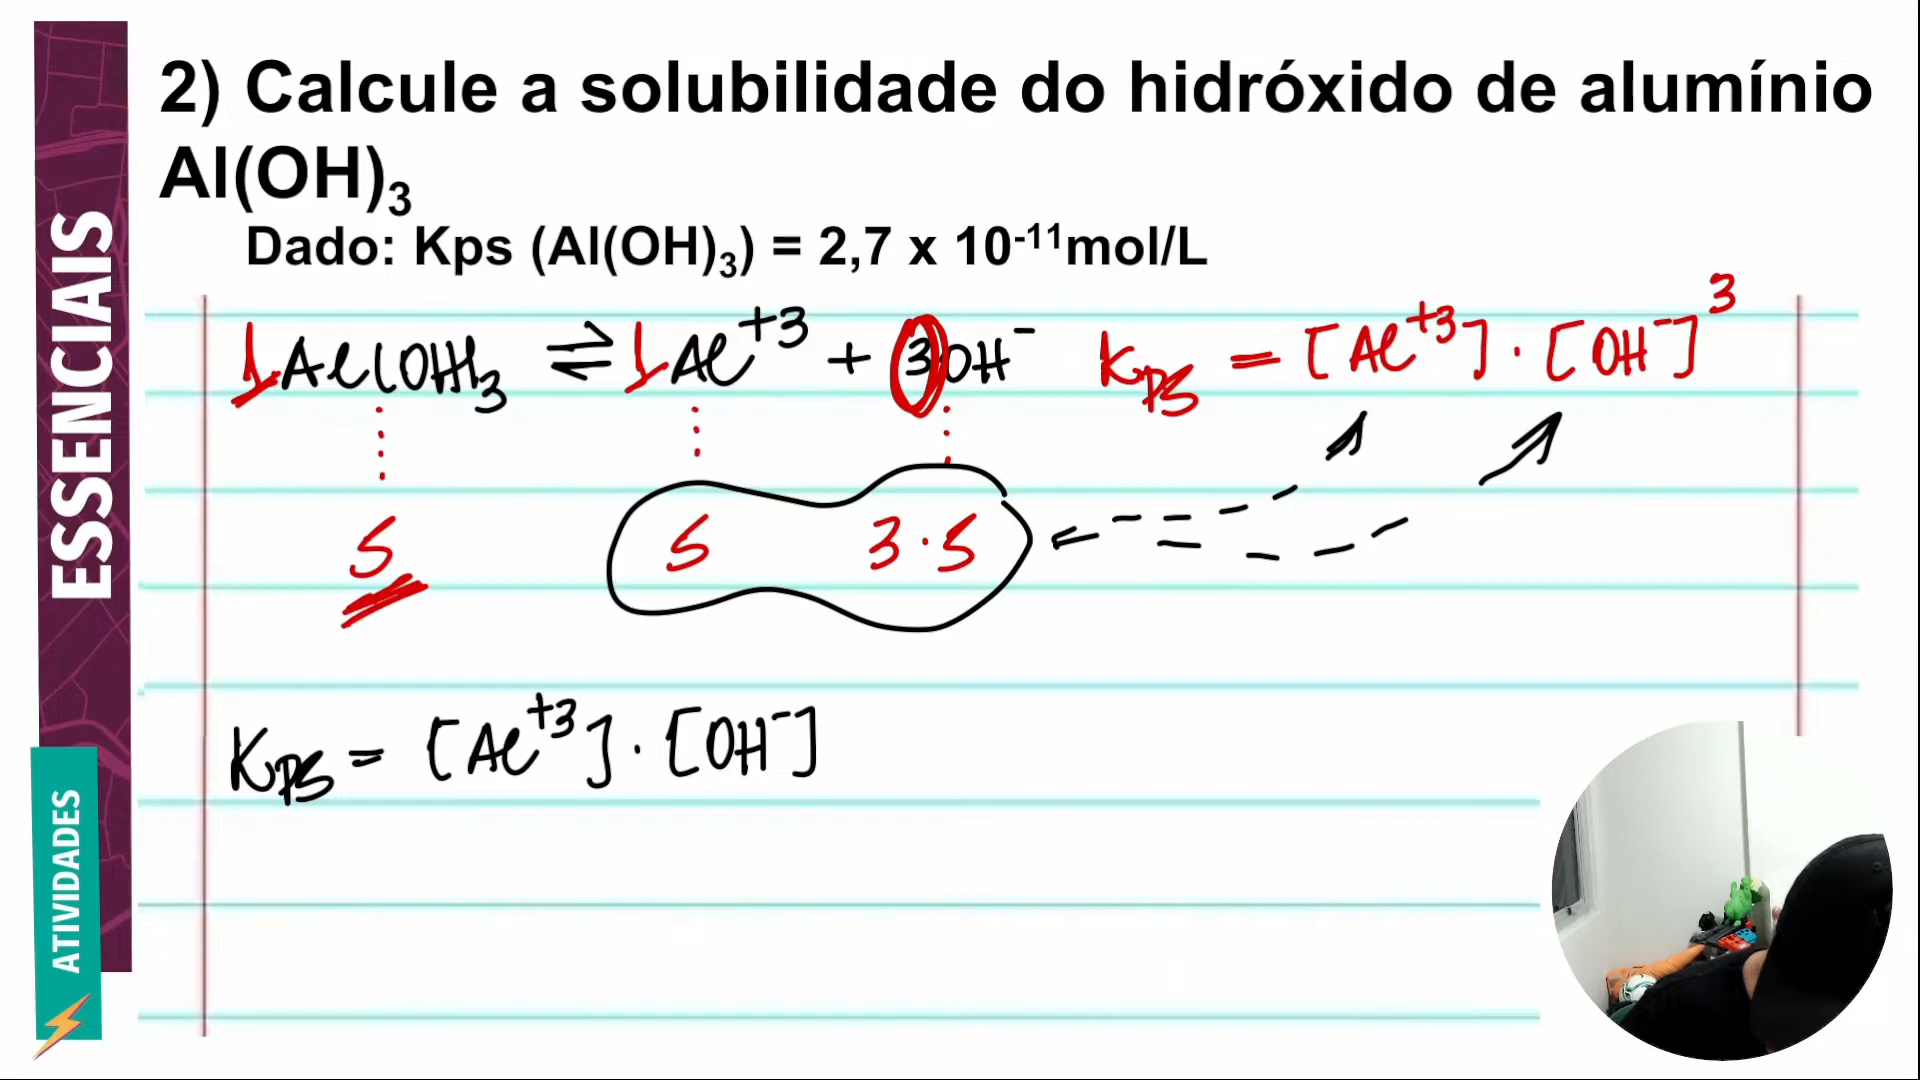 2) Calcule a solubilidade do hidróxido de alumínio
Al(OH)₃
Dado: Kps (Al(OH)₃) = 2,7 x 10⁻¹¹mol/L
1Al(OH)₃ ⇌ 1Al⁺³ + 3OH⁻ Kps = [Al⁺³] · [OH⁻]³
S S 3·S
Kps = [Al⁺³] · [OH⁻]
ESSENCIAIS
ATIVIDADES